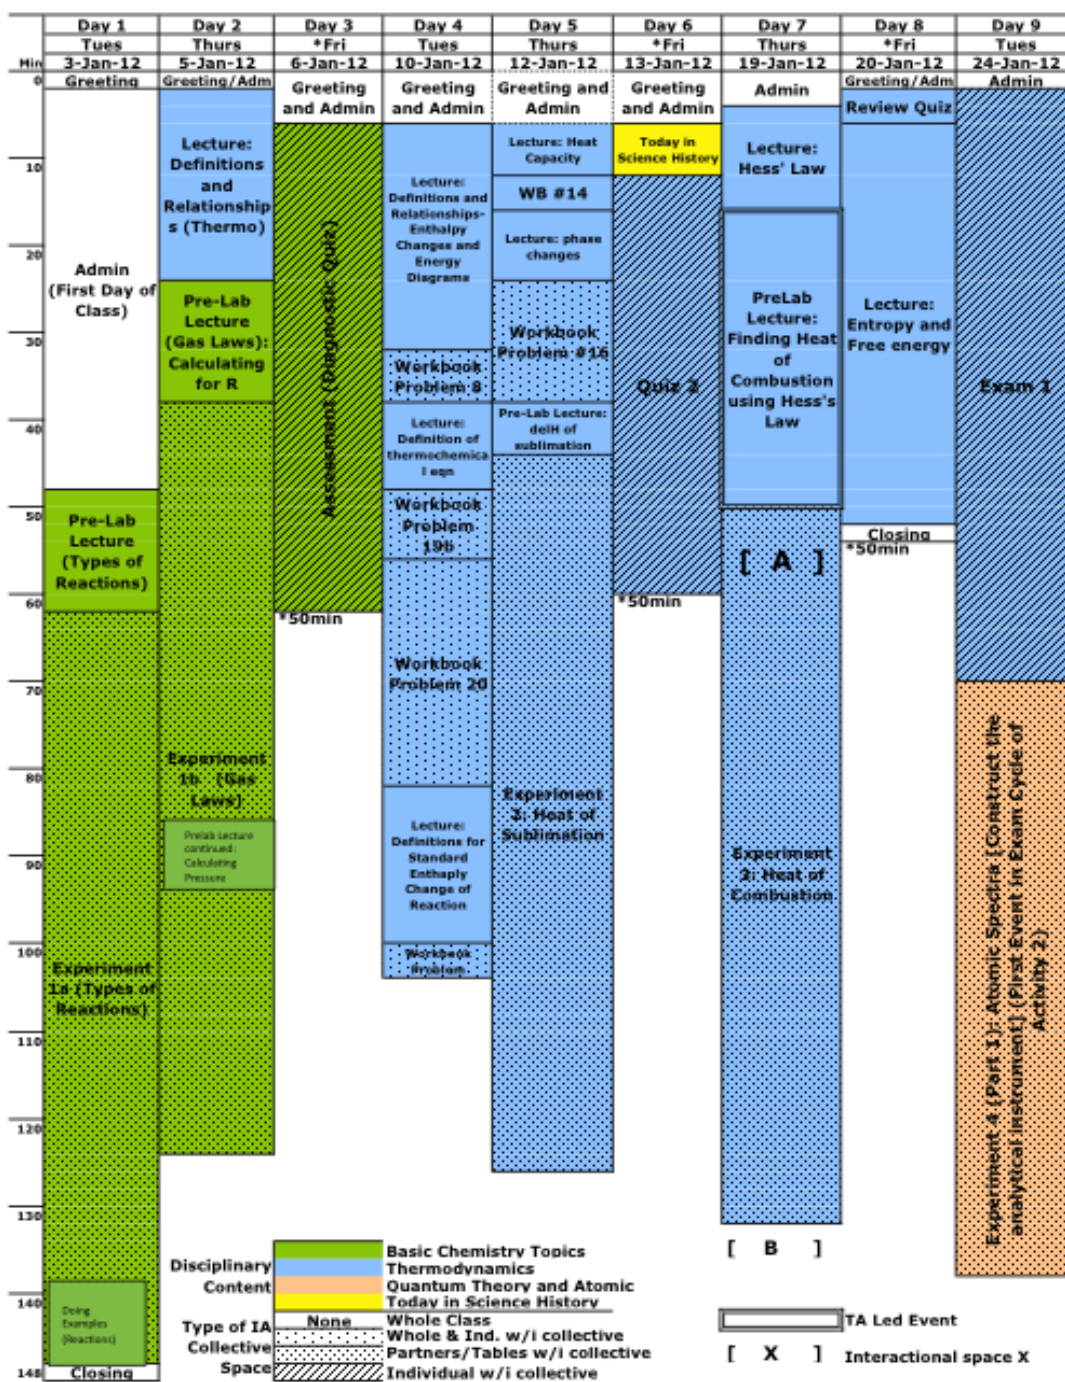 Day 1 Day 2 Day 3 Day 4 Day 5 Day 6 Day 7 Day 8 Day 9
Tues Thurs *Fri Tues Thurs *Fri Thurs *Fri Tues
Min 3-Jan-12 5-Jan-12 6-Jan-12 10-Jan-12 12-Jan-12 13-Jan-12 19-Jan-12 20-Jan-12 24-Jan-12
0
10
20
30
40
50
60
70
80
90
100
110
120
130
140
148
Greeting
Admin
(First Day of
Class)
Pre-Lab
Lecture
(Types of
Reactions)
Experiment
1a (Types of
Reactions)
Doing
Examples
(Reactions)
Closing
Greeting/Adm
Lecture:
Definitions
and
Relationship
s (Thermo)
Pre-Lab
Lecture
(Gas Laws):
Calculating
for R
Experiment
1b (Gas
Laws)
Prelab Lecture
continued:
Calculating
Pressure
Greeting
and Admin
Assessment (Diagnostic Quiz)
*50min
Greeting
and Admin
Lecture:
Definitions and
Relationships-
Enthalpy
Changes and
Energy
Diagrams
Workbook
Problem 8
Lecture:
Definition of
thermochemica
l eqn
Workbook
Problem
19b
Workbook
Problem 20
Lecture:
Definitions for
Standard
Enthaply
Change of
Reaction
Workbook
Problem
Greeting and
Admin
Lecture: Heat
Capacity
WB #14
Lecture: phase
changes
Workbook
Problem #16
Pre-Lab Lecture:
delH of
sublimation
Experiment
2: Heat of
Sublimation
Greeting
and Admin
Today in
Science History
Quiz 2
*50min
Admin
Lecture:
Hess' Law
PreLab
Lecture:
Finding Heat
of
Combustion
using Hess's
Law
[ A ]
Experiment
3: Heat of
Combustion
[ B ]
Greeting/Adm
Review Quiz
Lecture:
Entropy and
Free energy
Closing
*50min
Admin
Exam 1
Experiment 4 (Part 1): Atomic Spectra [Construct the
analytical instrument] (First Event in Exam Cycle of
Activity 2)
Disciplinary
Content
Basic Chemistry Topics
Thermodynamics
Quantum Theory and Atomic
Today in Science History
Type of IA
Collective
Space
None Whole Class
Whole & Ind. w/i collective
Partners/Tables w/i collective
Individual w/i collective
TA Led Event
[ X ] Interactional space X